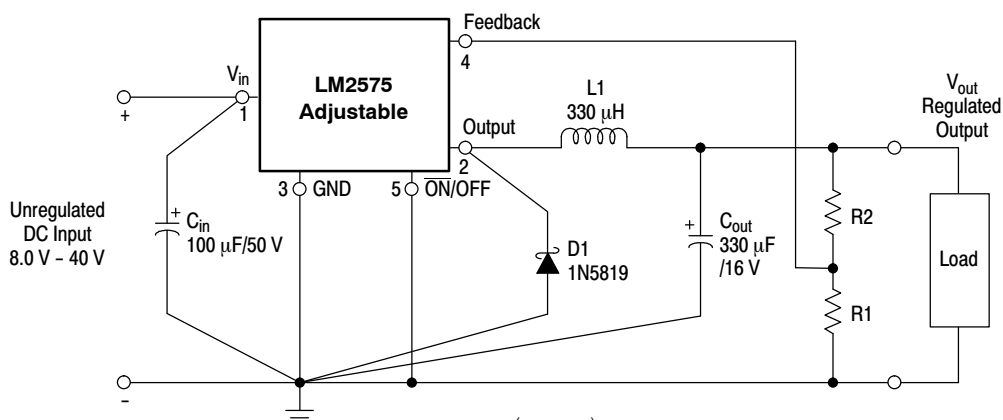 Feedback
4
V_in
1
LM2575
Adjustable
L1
330 μH
V_out
Regulated
Output
+
Output
2
3 GND
5 O̅N̅/OFF
Unregulated
DC Input
8.0 V – 40 V
+
C_in
100 μF/50 V
D1
1N5819
+
C_out
330 μF
/16 V
R2
R1
Load
-